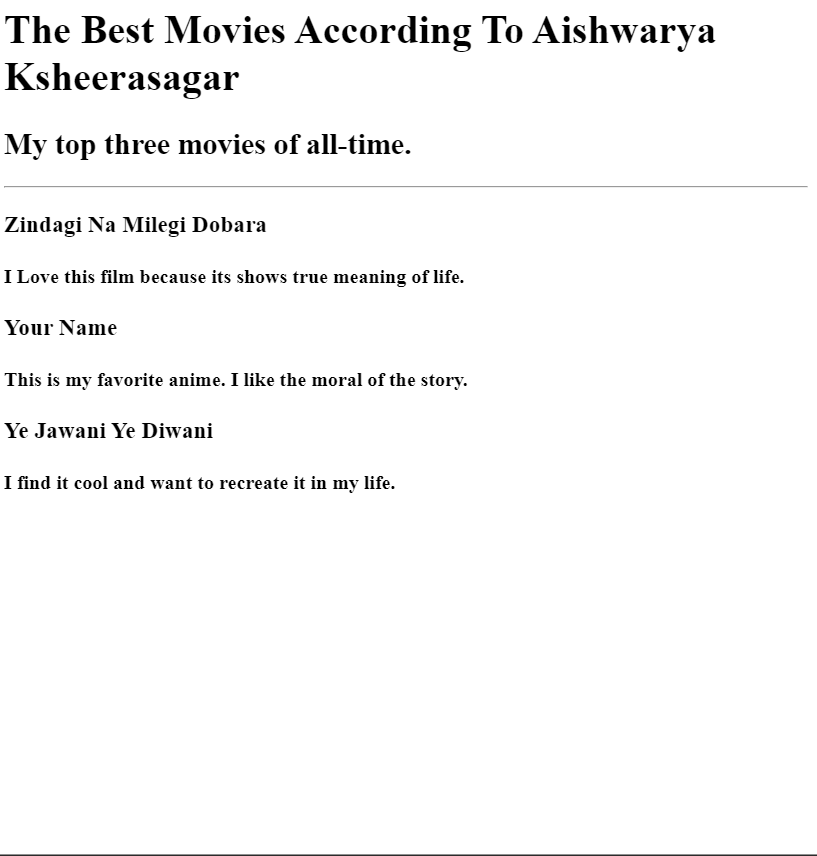 The Best Movies According To Aishwarya
Ksheerasagar
My top three movies of all-time.
Zindagi Na Milegi Dobara
I Love this film because its shows true meaning of life.
Your Name
This is my favorite anime. I like the moral of the story.
Ye Jawani Ye Diwani
I find it cool and want to recreate it in my life.